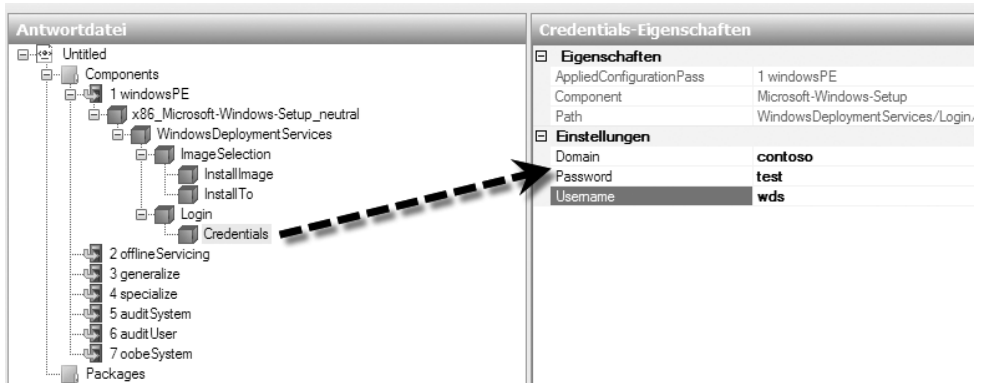 Antwortdatei
Untitled
Components
1 windowsPE
x86_Microsoft-Windows-Setup_neutral
WindowsDeploymentServices
ImageSelection
InstallImage
InstallTo
Login
Credentials
2 offlineServicing
3 generalize
4 specialize
5 auditSystem
6 auditUser
7 oobeSystem
Packages
Credentials-Eigenschaften
Eigenschaften
AppliedConfigurationPass 1 windowsPE
Component Microsoft-Windows-Setup
Path WindowsDeploymentServices/Login/
Einstellungen
Domain contoso
Password test
Username wds